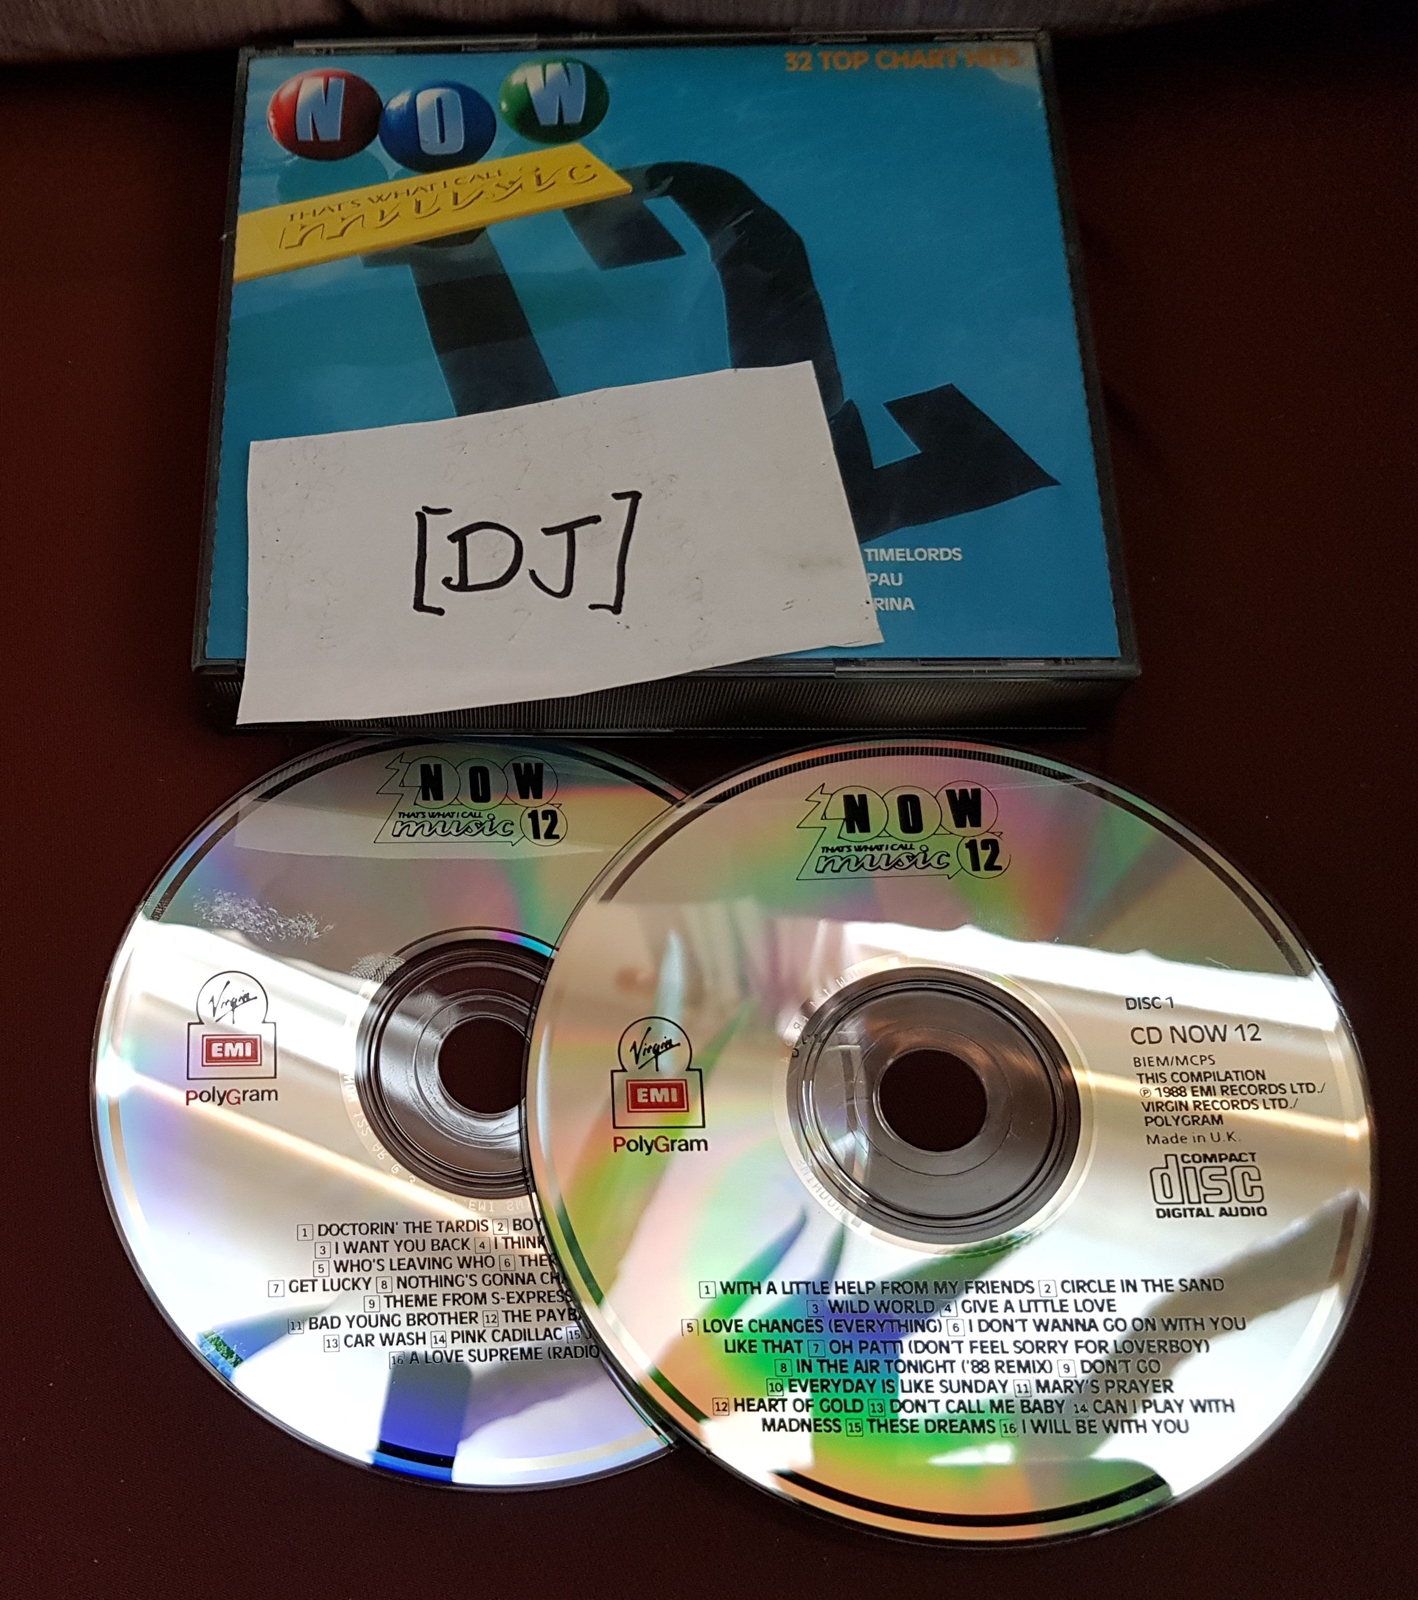 32 TOP CHART HITS
NOW
THAT'S WHAT I CALL
music
12
[DJ]
TIMELORDS
PAU
RINA
NOW
THAT'S WHAT I CALL
music 12
Virgin
EMI
PolyGram
1 DOCTORIN' THE TARDIS 2 BOY
3 I WANT YOU BACK 4 I THINK
5 WHO'S LEAVING WHO 6 THE
7 GET LUCKY 8 NOTHING'S GONNA CH
9 THEME FROM S-EXPRESS
11 BAD YOUNG BROTHER 12 THE PAYB
13 CAR WASH 14 PINK CADILLAC 15
16 A LOVE SUPREME (RADIO
NOW
THAT'S WHAT I CALL
music 12
Virgin
EMI
PolyGram
DISC 1
CD NOW 12
BIEM/MCPS
THIS COMPILATION
℗ 1988 EMI RECORDS LTD./
VIRGIN RECORDS LTD./
POLYGRAM
Made in U.K.
COMPACT
disc
DIGITAL AUDIO
1 WITH A LITTLE HELP FROM MY FRIENDS 2 CIRCLE IN THE SAND
3 WILD WORLD 4 GIVE A LITTLE LOVE
5 LOVE CHANGES (EVERYTHING) 6 I DON'T WANNA GO ON WITH YOU
LIKE THAT 7 OH PATTI (DON'T FEEL SORRY FOR LOVERBOY)
8 IN THE AIR TONIGHT ('88 REMIX) 9 DON'T GO
10 EVERYDAY IS LIKE SUNDAY 11 MARY'S PRAYER
12 HEART OF GOLD 13 DON'T CALL ME BABY 14 CAN I PLAY WITH
MADNESS 15 THESE DREAMS 16 I WILL BE WITH YOU